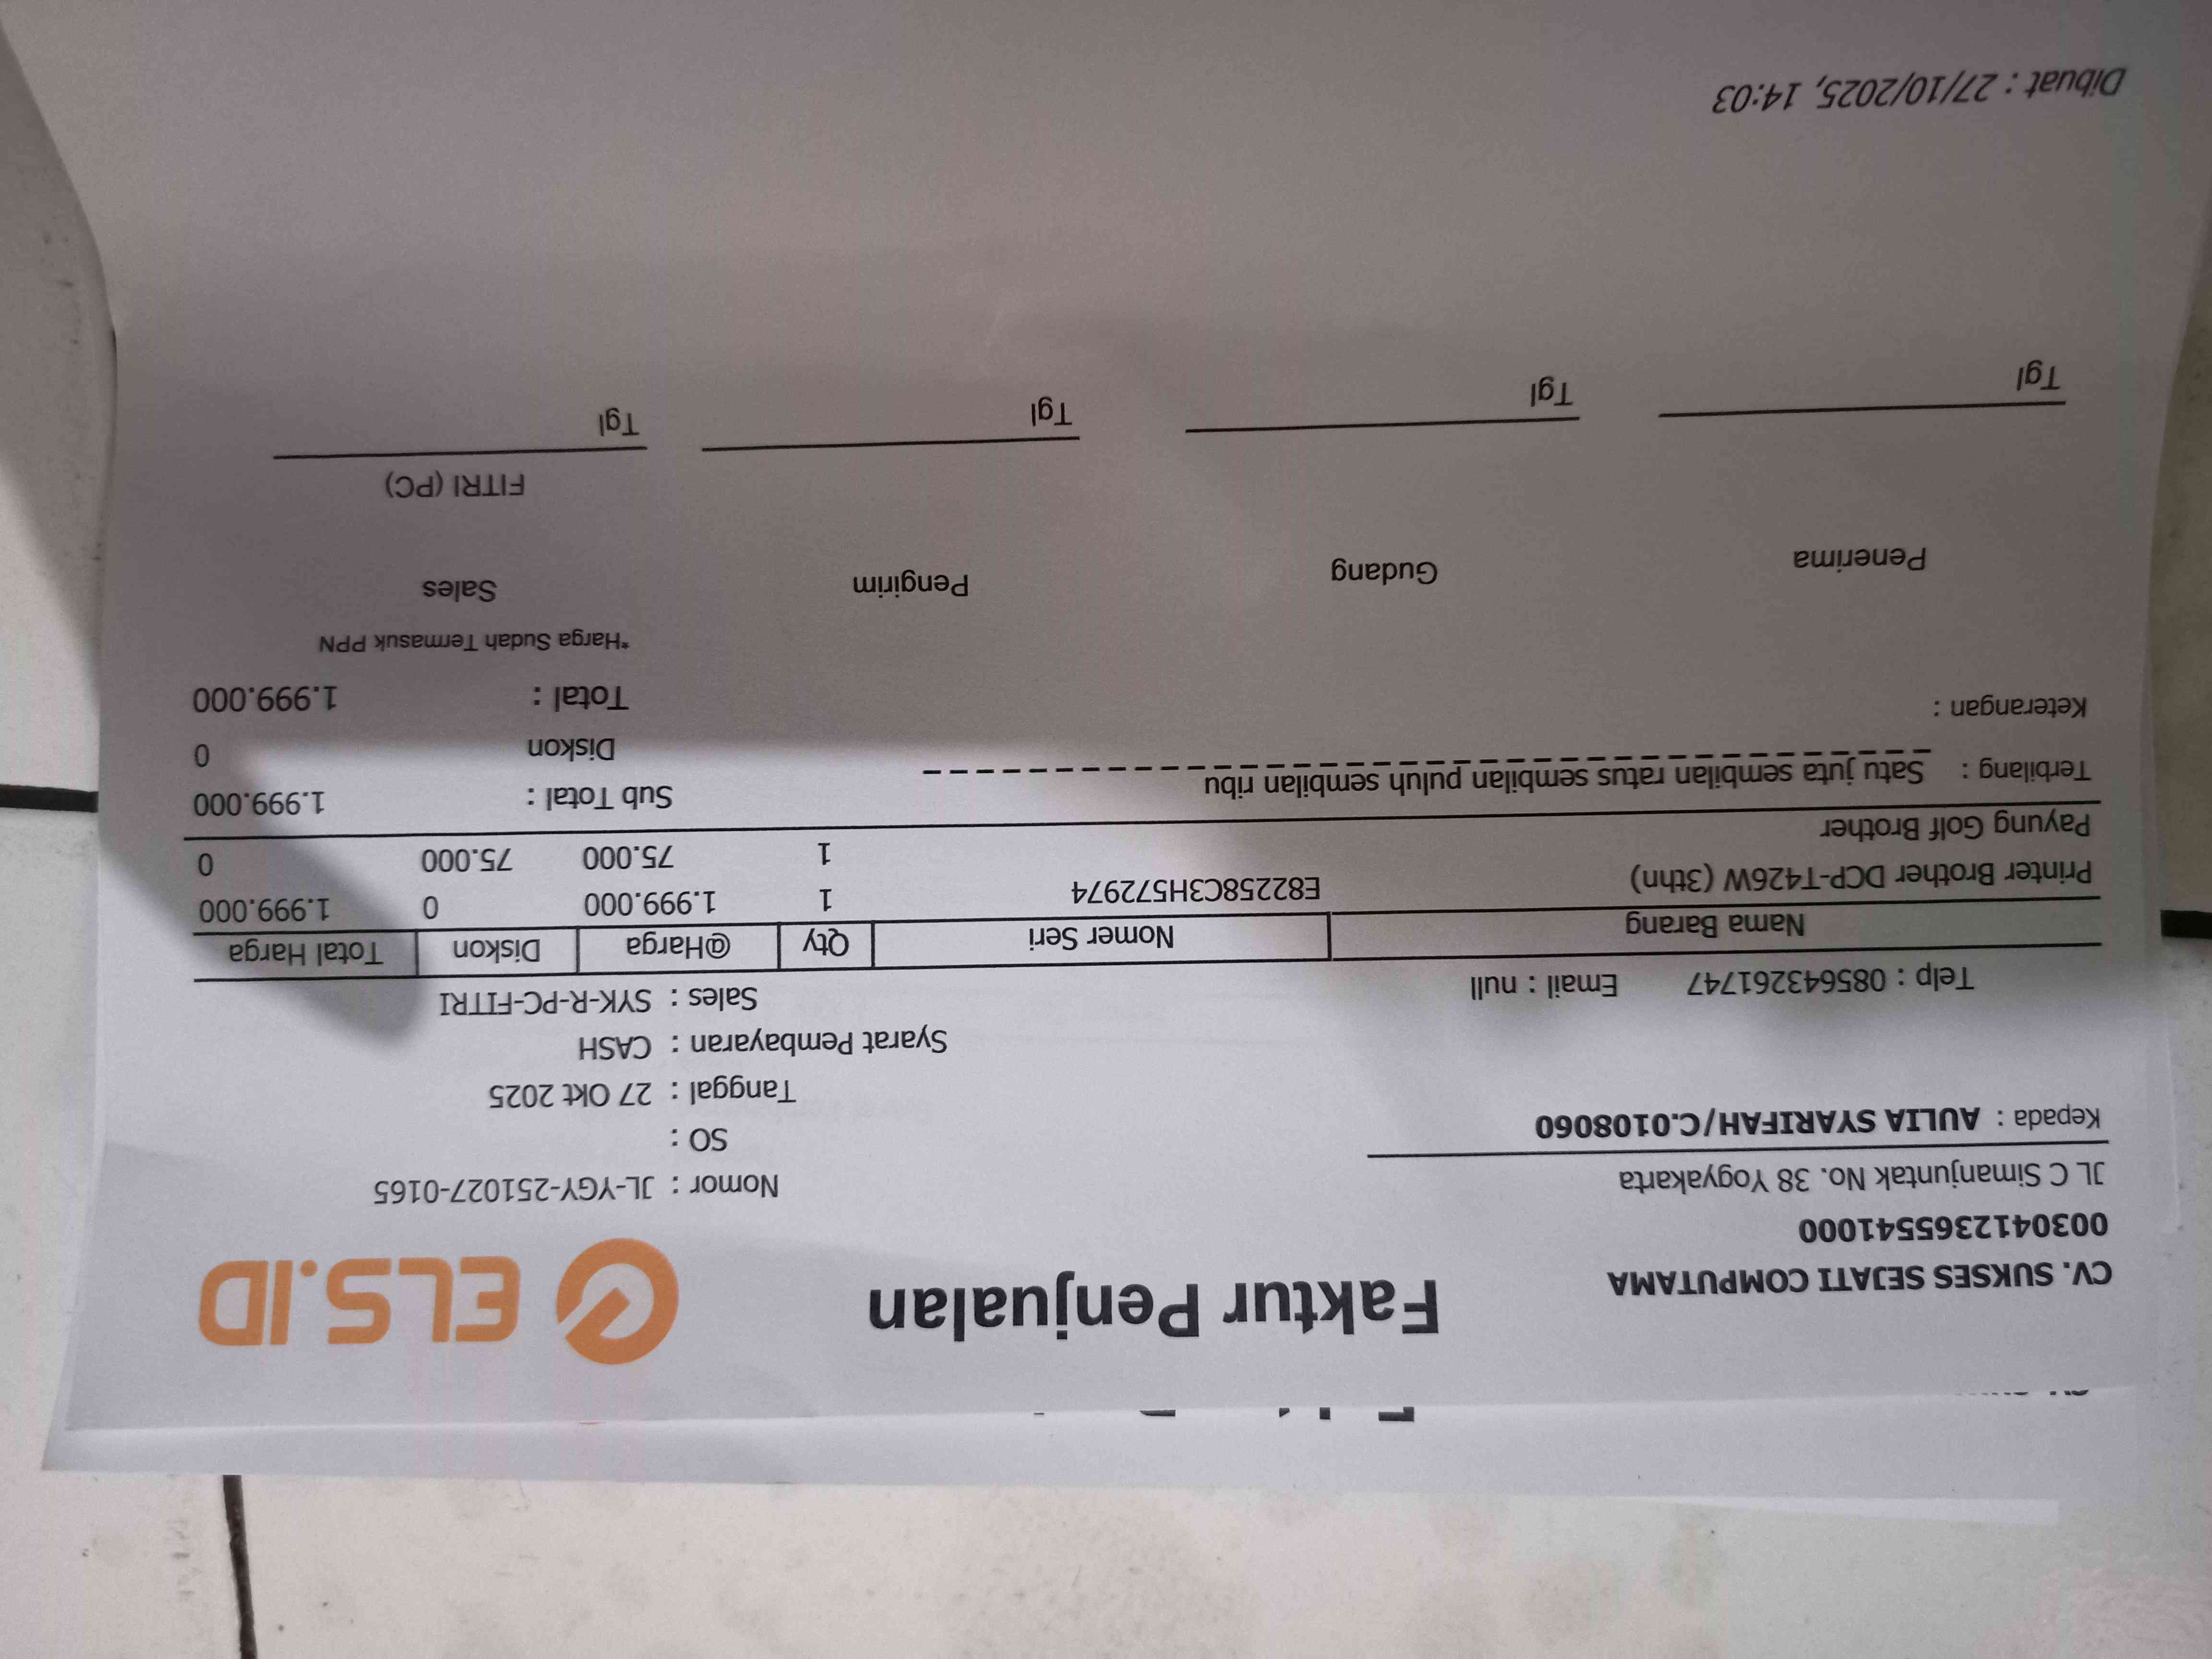 CV. SUKSES SEJATI COMPUTAMA
0030412365541000
JL C Simanjuntak No. 38 Yogyakarta
Faktur Penjualan
ELS.ID
Kepada : AULIA SYARIFAH/C.0108060
Telp : 085643261747 Email : null
Nomor : JL-YGY-251027-0165
SO :
Tanggal : 27 Okt 2025
Syarat Pembayaran : CASH
Sales : SYK-R-PC-FITRI
Nama Barang Nomer Seri Qty @Harga Diskon Total Harga
Printer Brother DCP-T426W (3thn) E82258C3H572974 1 1.999.000 0 1.999.000
Payung Golf Brother 1 75.000 75.000 0
Terbilang : Satu juta sembilan ratus sembilan puluh sembilan ribu
Keterangan :
Sub Total : 1.999.000
Diskon 0
Total : 1.999.000
*Harga Sudah Termasuk PPN
Penerima Gudang Pengirim Sales
FITRI (PC)
Tgl Tgl Tgl Tgl
Dibuat : 27/10/2025, 14:03